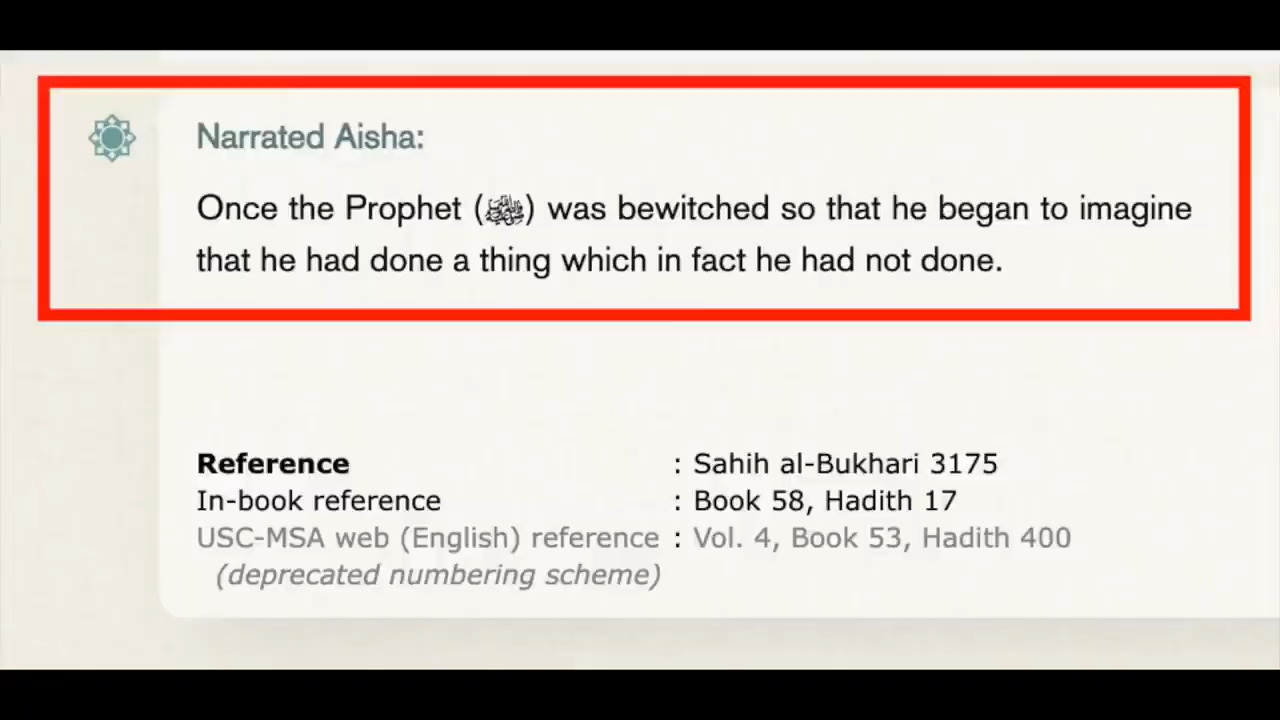 Narrated Aisha:
Once the Prophet (ﷺ) was bewitched so that he began to imagine
that he had done a thing which in fact he had not done.
Reference : Sahih al-Bukhari 3175
In-book reference : Book 58, Hadith 17
USC-MSA web (English) reference : Vol. 4, Book 53, Hadith 400
(deprecated numbering scheme)